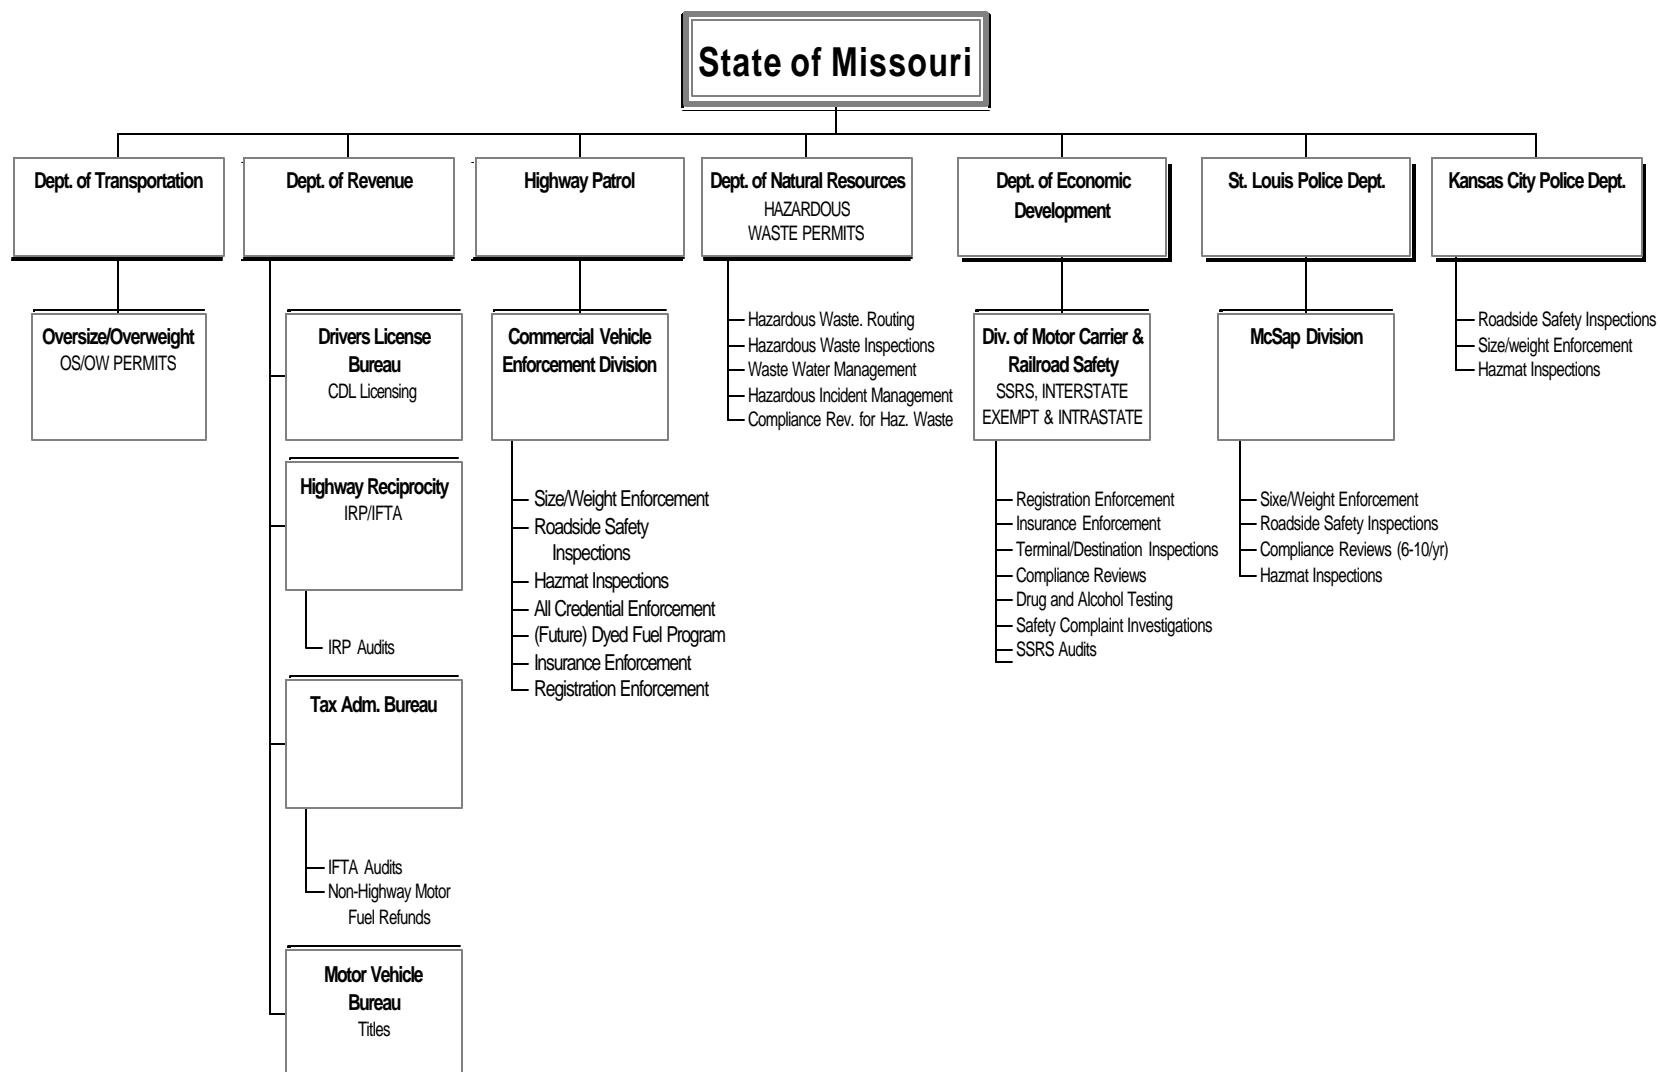 State of Missouri
Dept. of Transportation
Oversize/Overweight
OS/OW PERMITS
Dept. of Revenue
Drivers License
Bureau
CDL Licensing
Highway Reciprocity
IRP/IFTA
IRP Audits
Tax Adm. Bureau
IFTA Audits
Non-Highway Motor
Fuel Refunds
Motor Vehicle
Bureau
Titles
Highway Patrol
Commercial Vehicle
Enforcement Division
Size/Weight Enforcement
Roadside Safety
Inspections
Hazmat Inspections
All Credential Enforcement
(Future) Dyed Fuel Program
Insurance Enforcement
Registration Enforcement
Dept. of Natural Resources
HAZARDOUS
WASTE PERMITS
Hazardous Waste. Routing
Hazardous Waste Inspections
Waste Water Management
Hazardous Incident Management
Compliance Rev. for Haz. Waste
Dept. of Economic
Development
Div. of Motor Carrier &
Railroad Safety
SSRS, INTERSTATE
EXEMPT & INTRASTATE
Registration Enforcement
Insurance Enforcement
Terminal/Destination Inspections
Compliance Reviews
Drug and Alcohol Testing
Safety Complaint Investigations
SSRS Audits
St. Louis Police Dept.
McSap Division
Sixe/Weight Enforcement
Roadside Safety Inspections
Compliance Reviews (6-10/yr)
Hazmat Inspections
Kansas City Police Dept.
Roadside Safety Inspections
Size/weight Enforcement
Hazmat Inspections